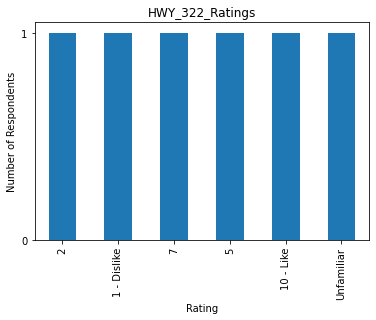 HWY_322_Ratings
Number of Respondents
1
0
2
1 - Dislike
7
5
10 - Like
Unfamiliar
Rating